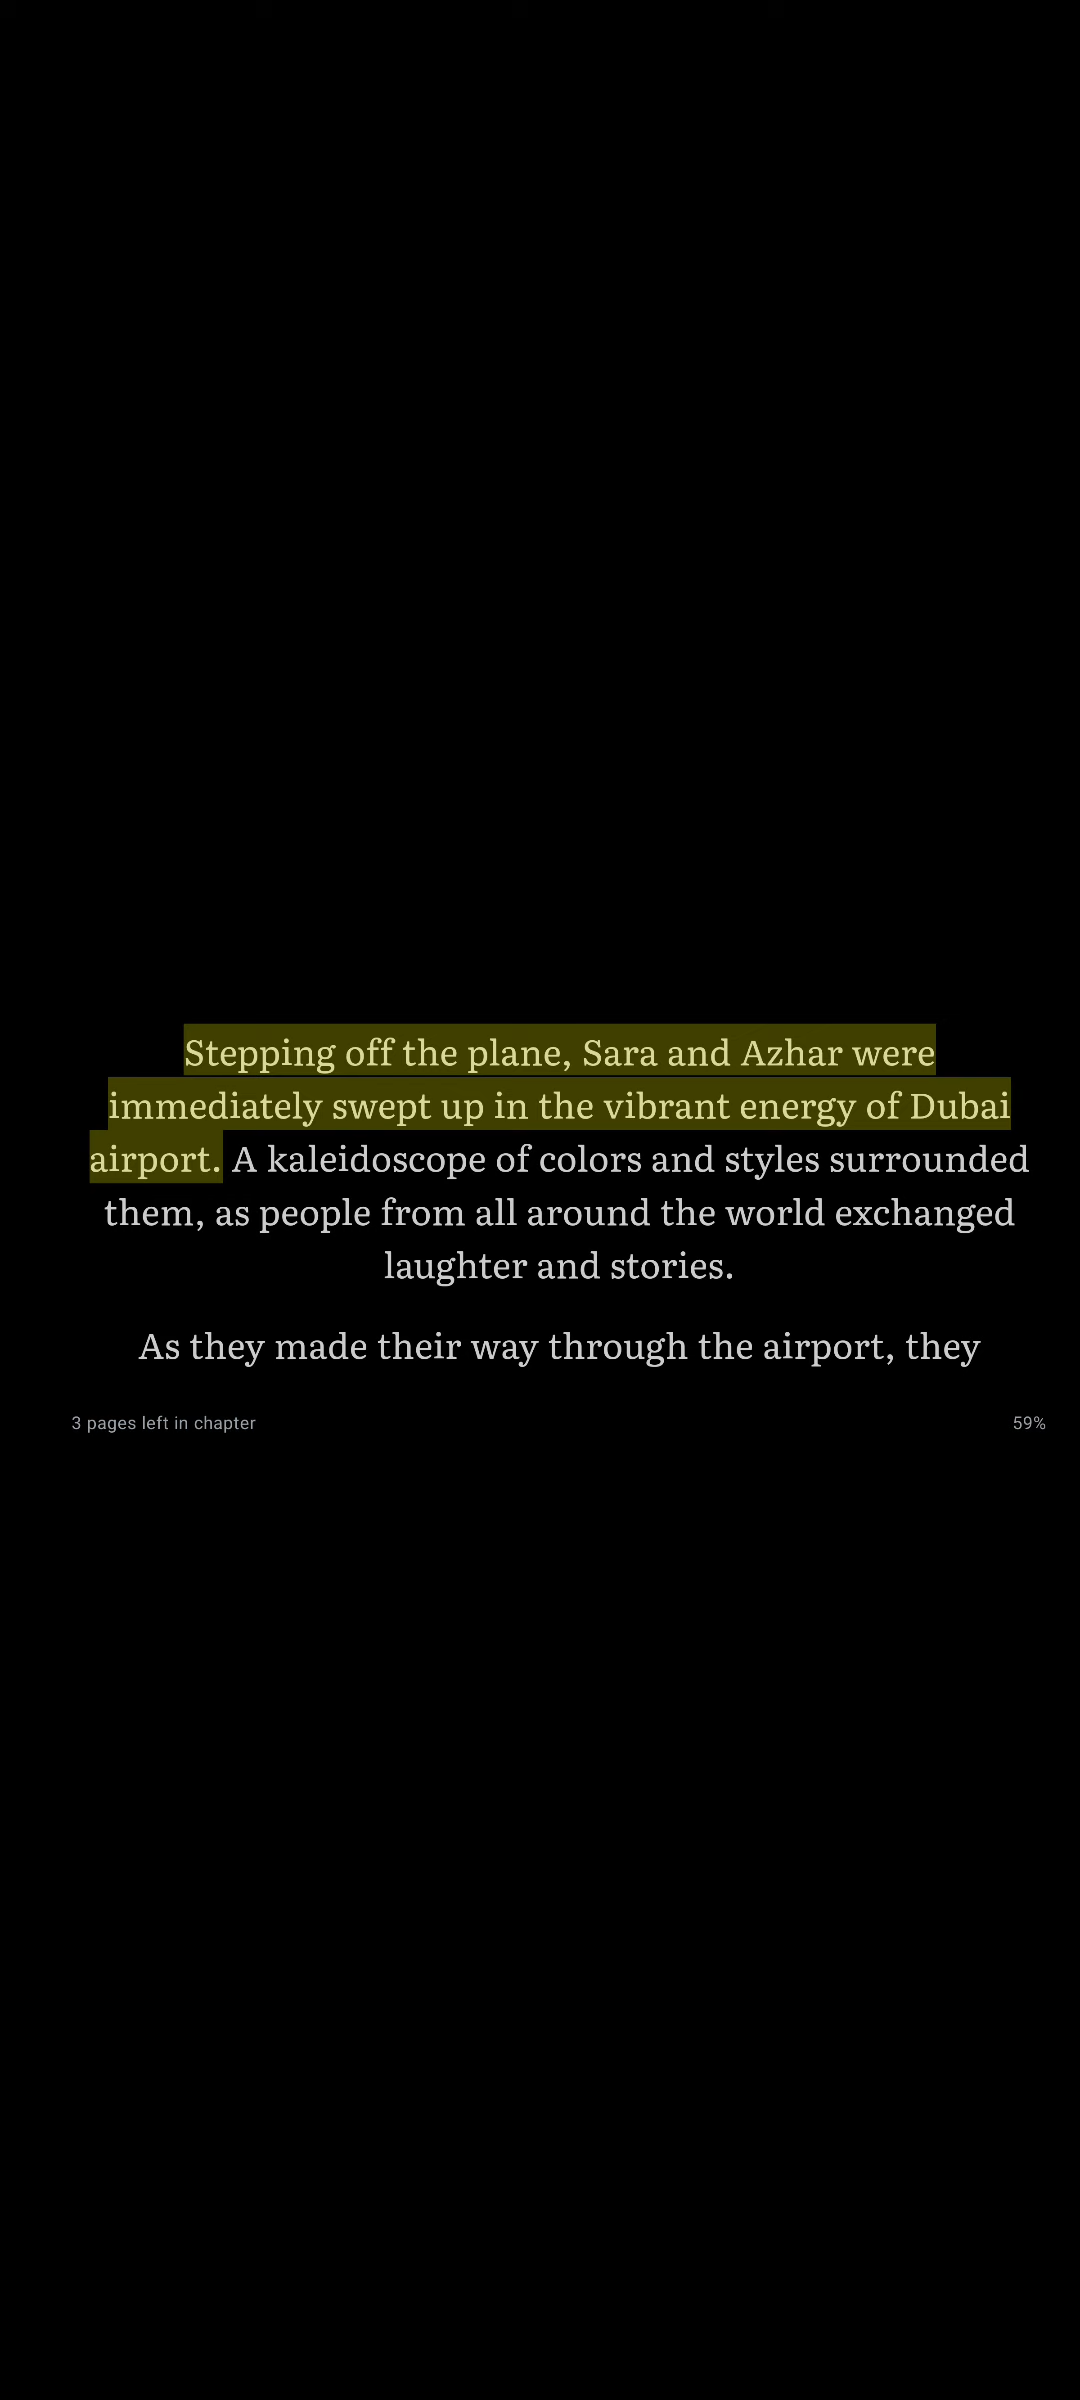 Stepping off the plane, Sara and Azhar were
immediately swept up in the vibrant energy of Dubai
airport. A kaleidoscope of colors and styles surrounded
them, as people from all around the world exchanged
laughter and stories.
As they made their way through the airport, they
3 pages left in chapter
59%